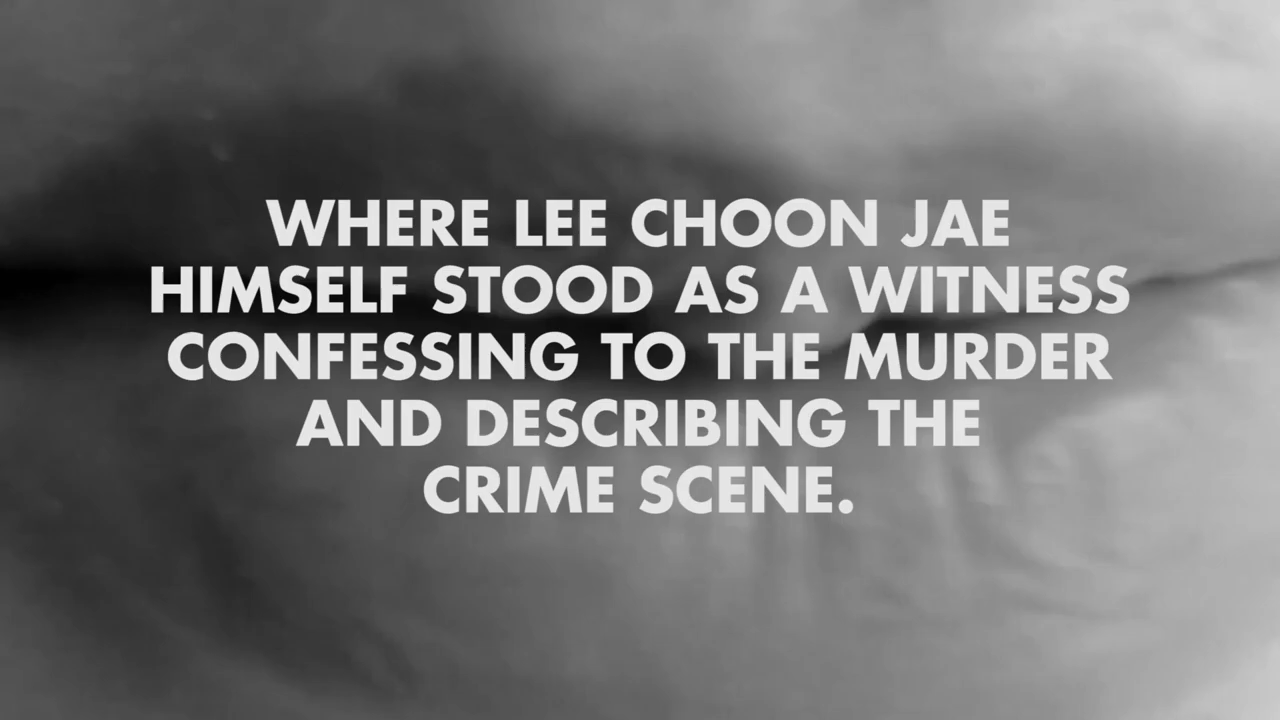 WHERE LEE CHOON JAE
HIMSELF STOOD AS A WITNESS
CONFESSING TO THE MURDER
AND DESCRIBING THE
CRIME SCENE.